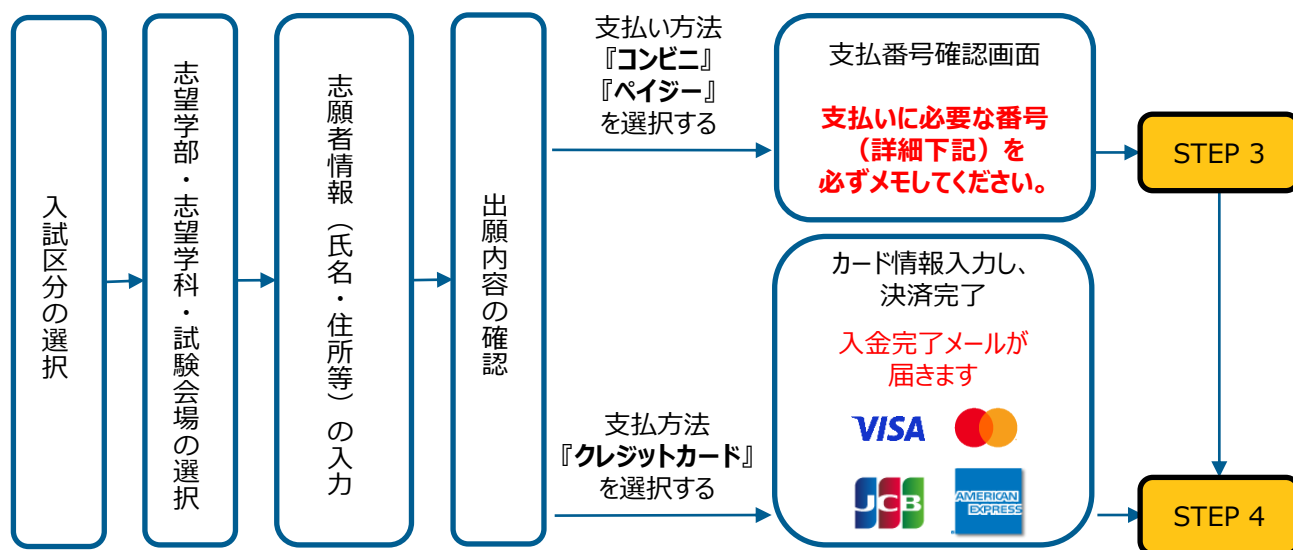 入試区分の選択
志望学部・志望学科・試験会場の選択
志願者情報（氏名・住所等）の入力
出願内容の確認
支払い方法
『コンビニ』
『ペイジー』
を選択する
支払番号確認画面
支払いに必要な番号
（詳細下記）を
必ずメモしてください。
STEP 3
支払方法
『クレジットカード』
を選択する
カード情報入力し、
決済完了
入金完了メールが
届きます
VISA
JCB
AMERICAN
EXPRESS
STEP 4